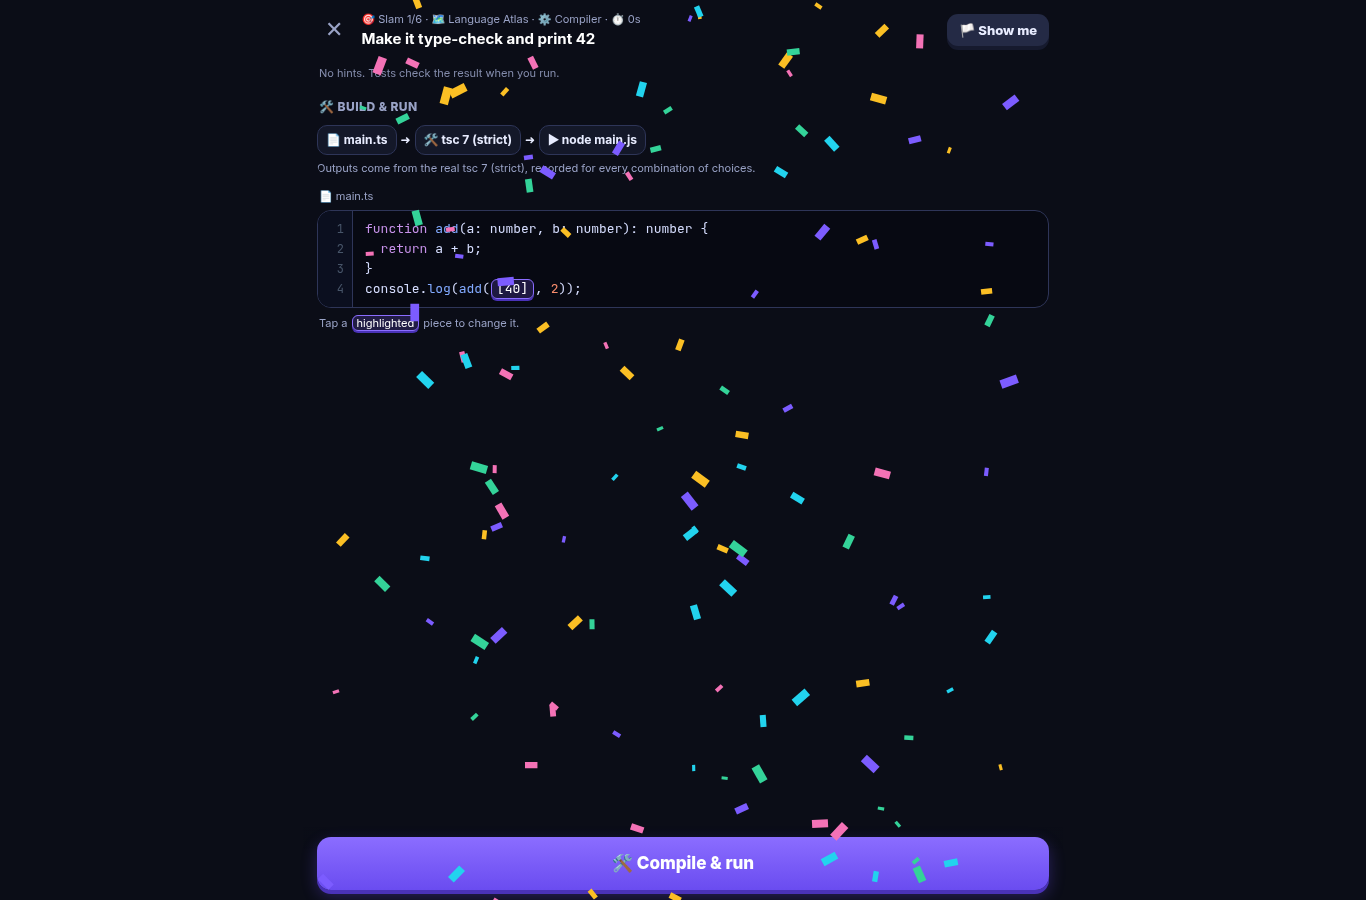 🎯 Slam 1/6 · 🗺️ Language Atlas · ⚙️ Compiler · ⏱️ 0s
Make it type-check and print 42
🏳️ Show me
No hints. Tests check the result when you run.
🛠️ BUILD & RUN
📄 main.ts → 🛠️ tsc 7 (strict) → ▶ node main.js
Outputs come from the real tsc 7 (strict), recorded for every combination of choices.
📄 main.ts
1 function add(a: number, b: number): number {
2   return a + b;
3 }
4 console.log(add([40], 2));
Tap a highlighted piece to change it.
🛠️ Compile & run